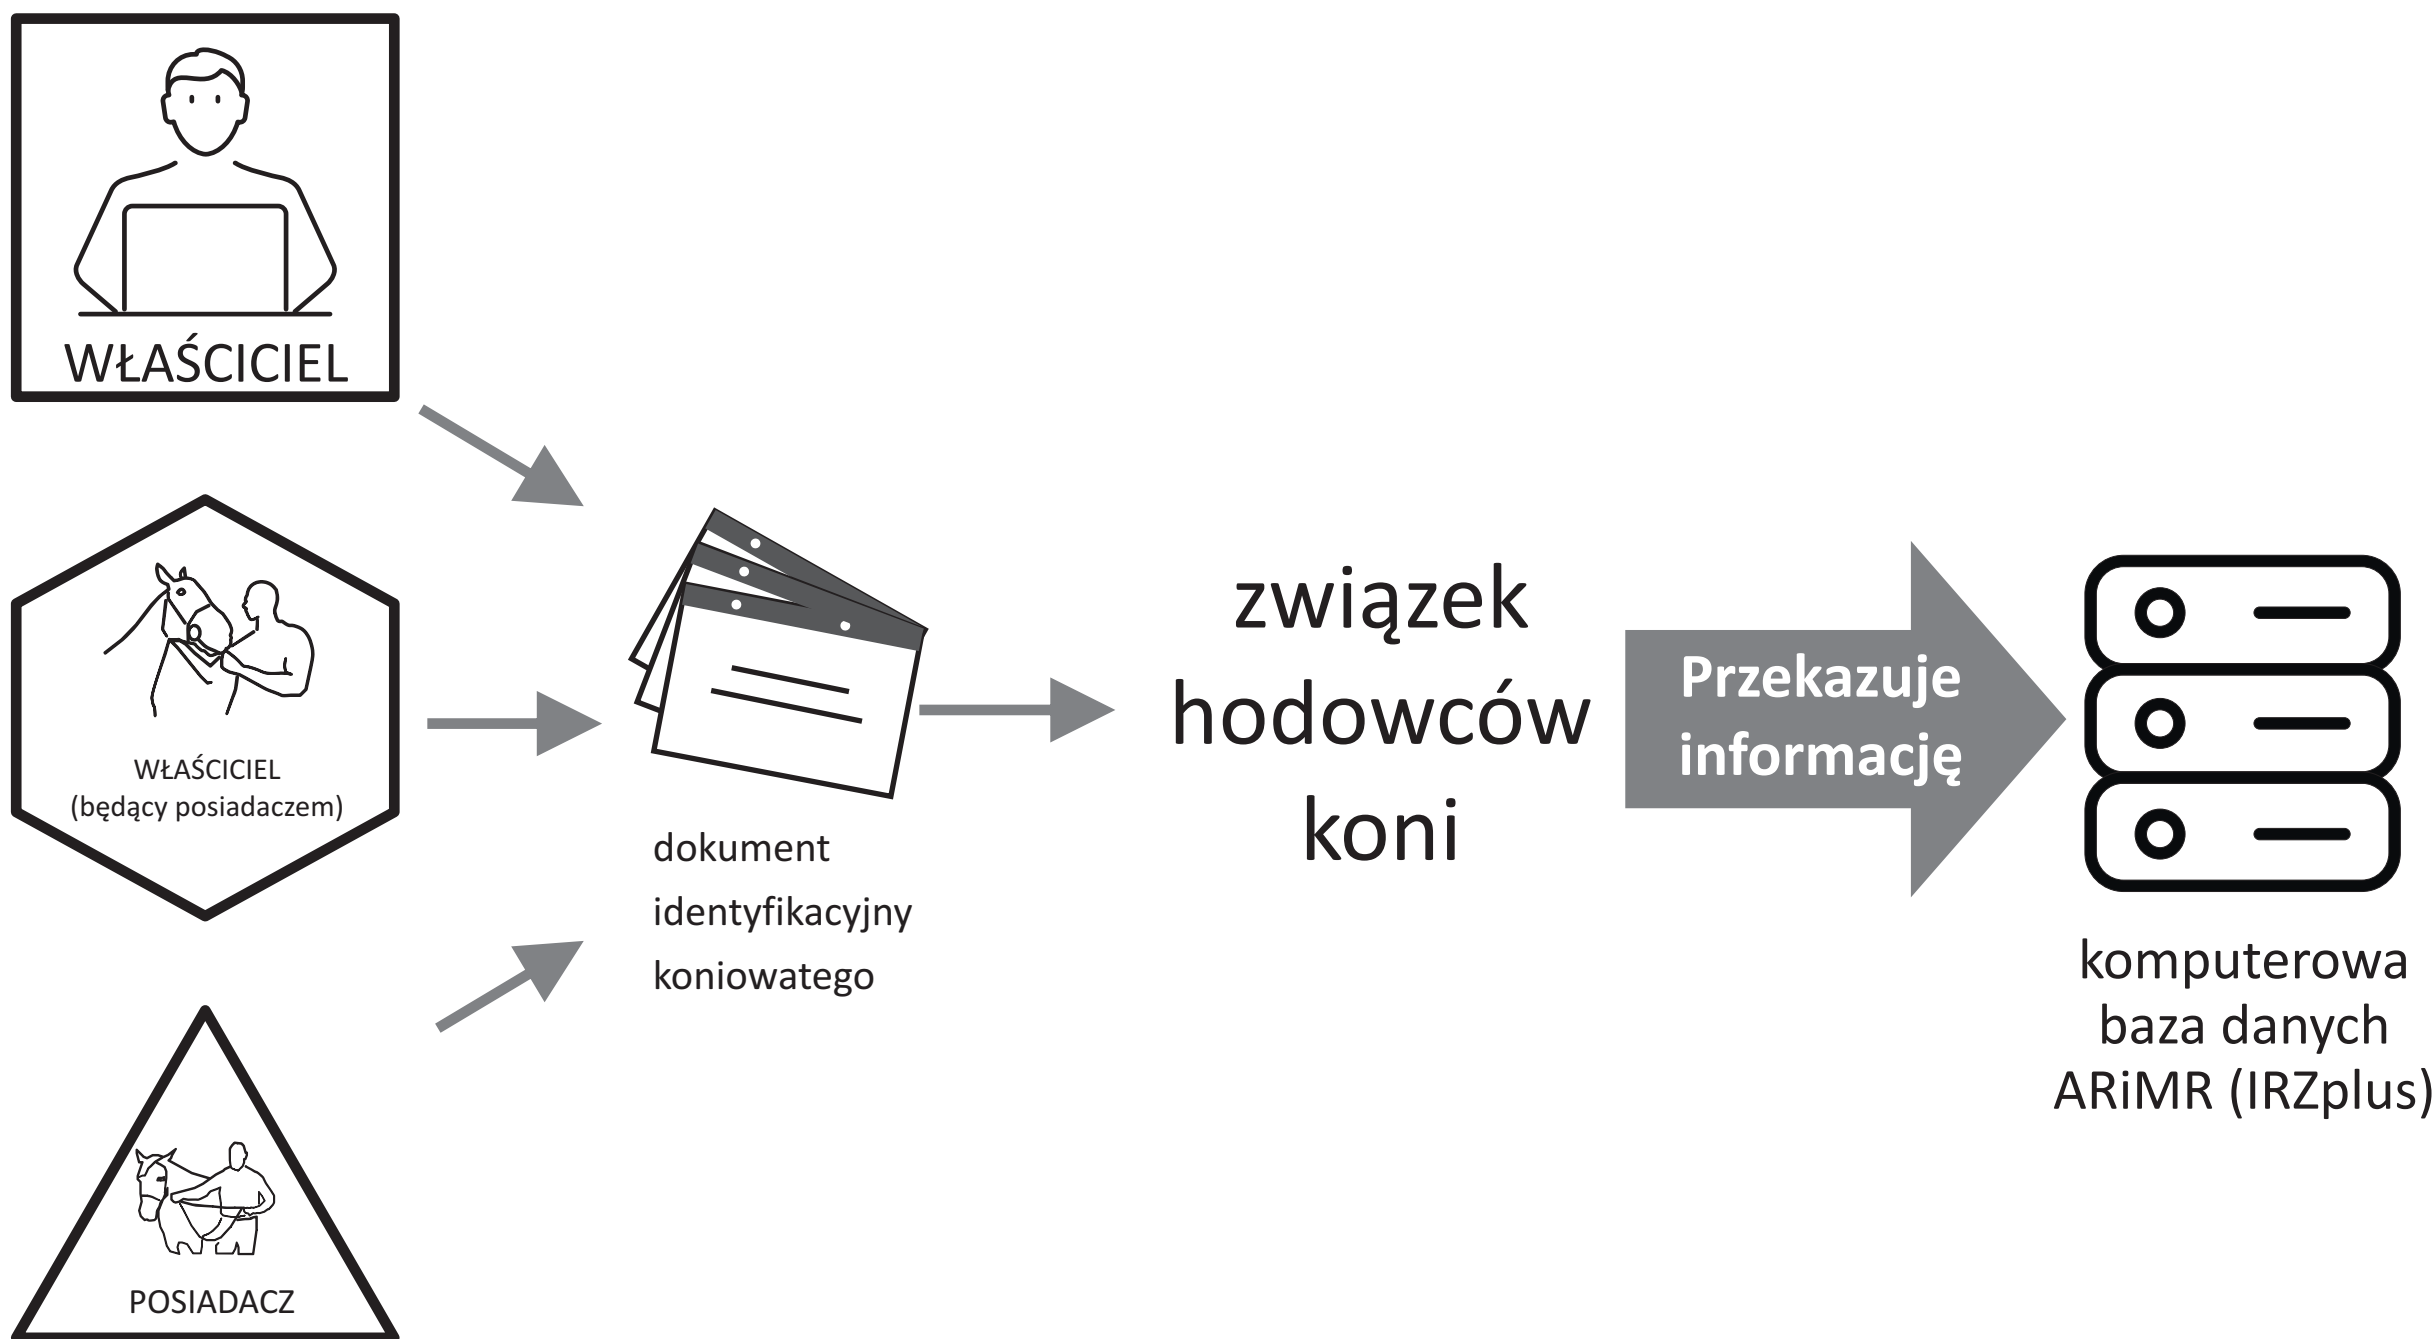 WŁAŚCICIEL
WŁAŚCICIEL
(będący posiadaczem)
POSIADACZ
dokument
identyfikacyjny
koniowatego
związek
hodowców
koni
Przekazuje
informację
komputerowa
baza danych
ARiMR (IRZplus)